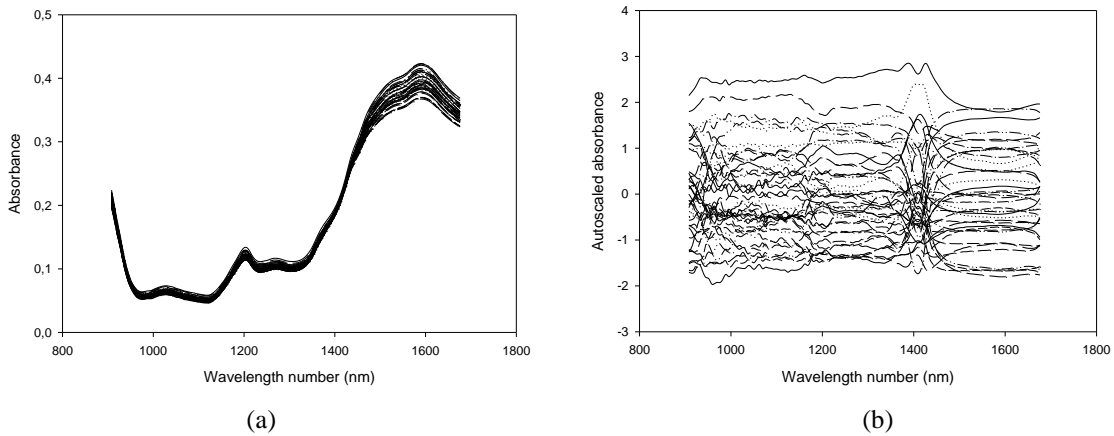 0,5
0,4
0,3
0,2
0,1
0,0
Absorbance
800 1000 1200 1400 1600 1800
Wavelength number (nm)
(a)
4
3
2
1
0
-1
-2
-3
Autoscaled absorbance
800 1000 1200 1400 1600 1800
Wavelength number (nm)
(b)